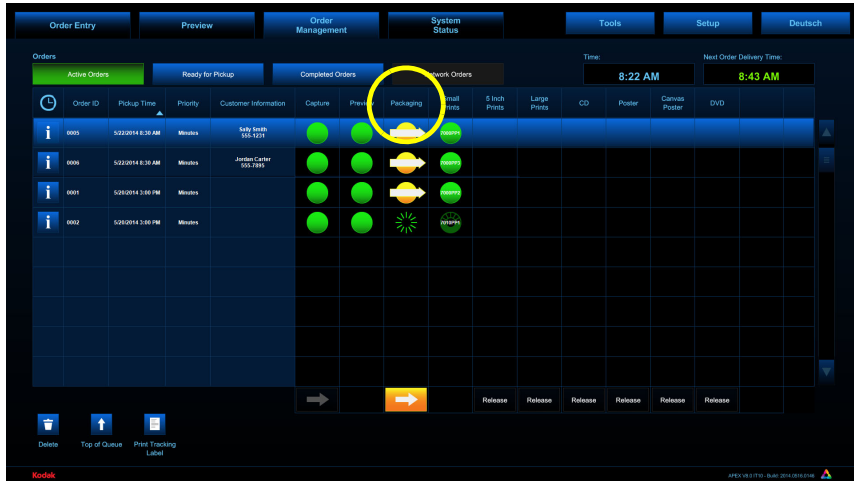 Order Entry
Preview
Order
Management
System
Status
Tools
Setup
Deutsch
Orders
Time:
Next Order Delivery Time:
Active Orders
Ready for Pickup
Completed Orders
Network Orders
8:22 AM
8:43 AM
Order ID
Pickup Time
Priority
Customer Information
Capture
Preview
Packaging
Small
Prints
5 Inch
Prints
Large
Prints
CD
Poster
Canvas
Poster
DVD
i 0005 5/22/2014 8:30 AM Minutes
Sally Smith
555-1231
i 0006 5/22/2014 8:30 AM Minutes
Jordan Carter
555-7895
i 0001 5/20/2014 3:00 PM Minutes
i 0002 5/20/2014 3:00 PM Minutes
Release Release Release Release Release Release
Delete
Top of Queue
Print Tracking
Label
Kodak